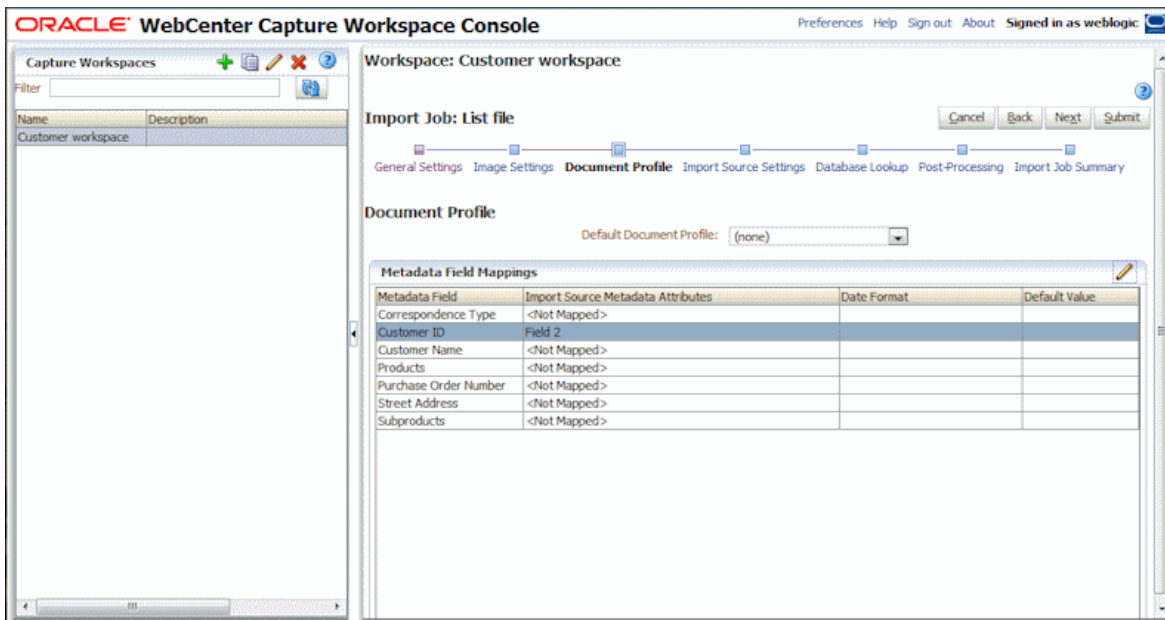 ORACLE WebCenter Capture Workspace Console
Preferences Help Sign out About Signed in as weblogic
Capture Workspaces
Filter
Name Description
Customer workspace
Workspace: Customer workspace
Import Job: List file
Cancel Back Next Submit
General Settings Image Settings Document Profile Import Source Settings Database Lookup Post-Processing Import Job Summary
Document Profile
Default Document Profile: (none)
Metadata Field Mappings
Metadata Field Import Source Metadata Attributes Date Format Default Value
Correspondence Type <Not Mapped>
Customer ID Field 2
Customer Name <Not Mapped>
Products <Not Mapped>
Purchase Order Number <Not Mapped>
Street Address <Not Mapped>
Subproducts <Not Mapped>